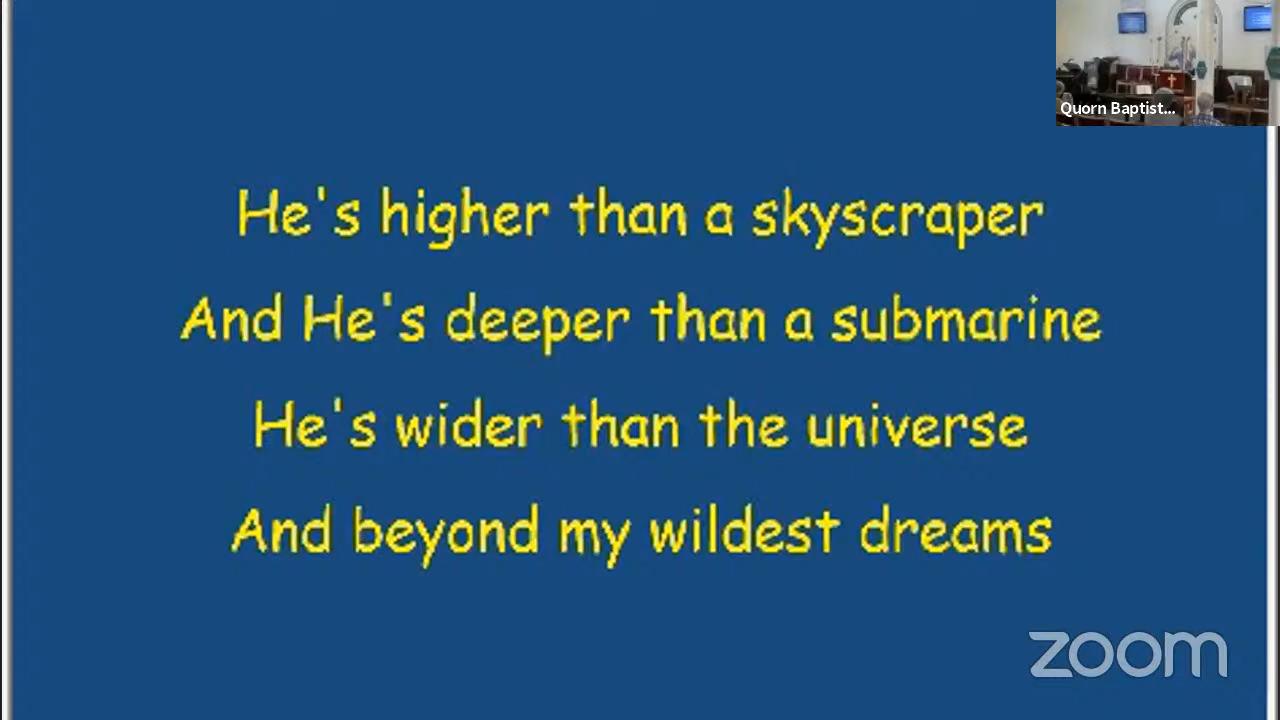 Quorn Baptist...
He's higher than a skyscraper
And He's deeper than a submarine
He's wider than the universe
And beyond my wildest dreams
zoom